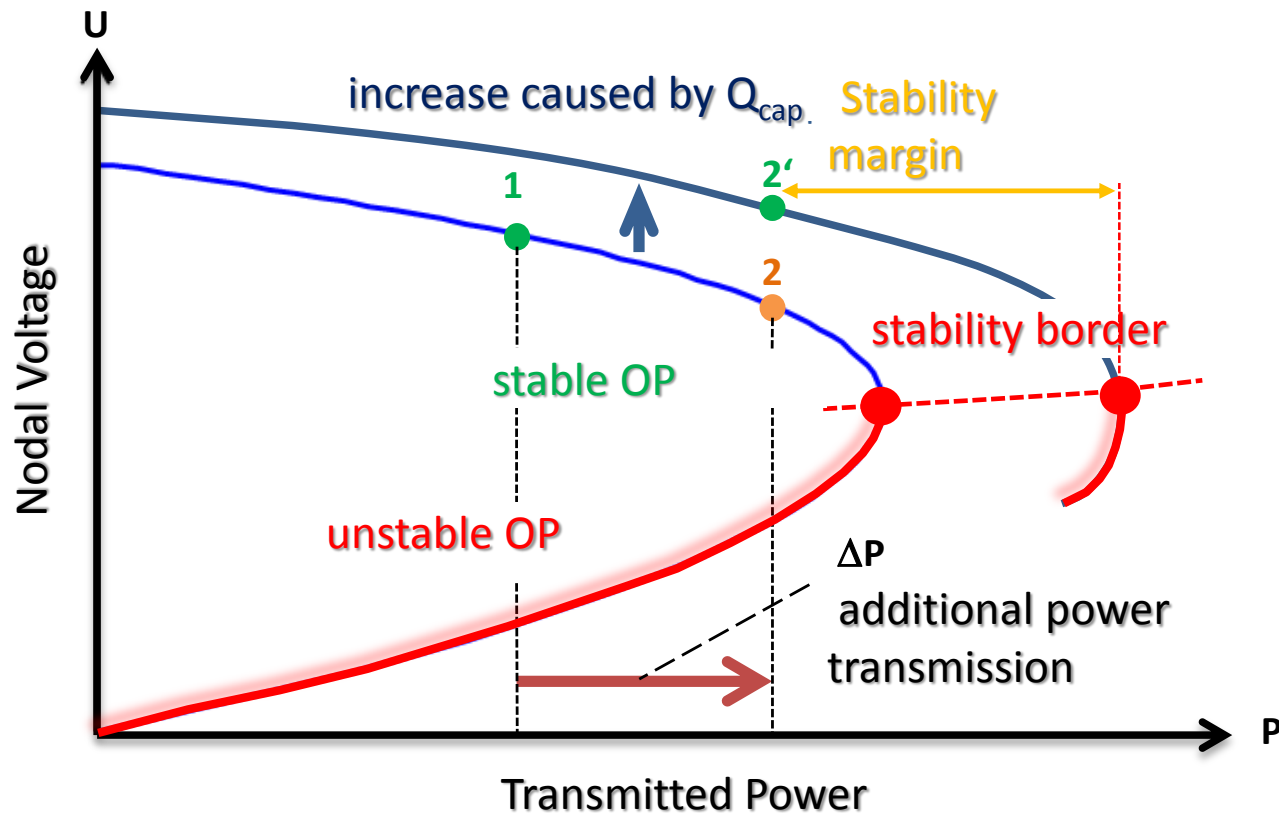 U
increase caused by Qcap.
Stability
margin
1
2‘
2
stability border
stable OP
Nodal Voltage
unstable OP
ΔP
additional power
transmission
P
Transmitted Power